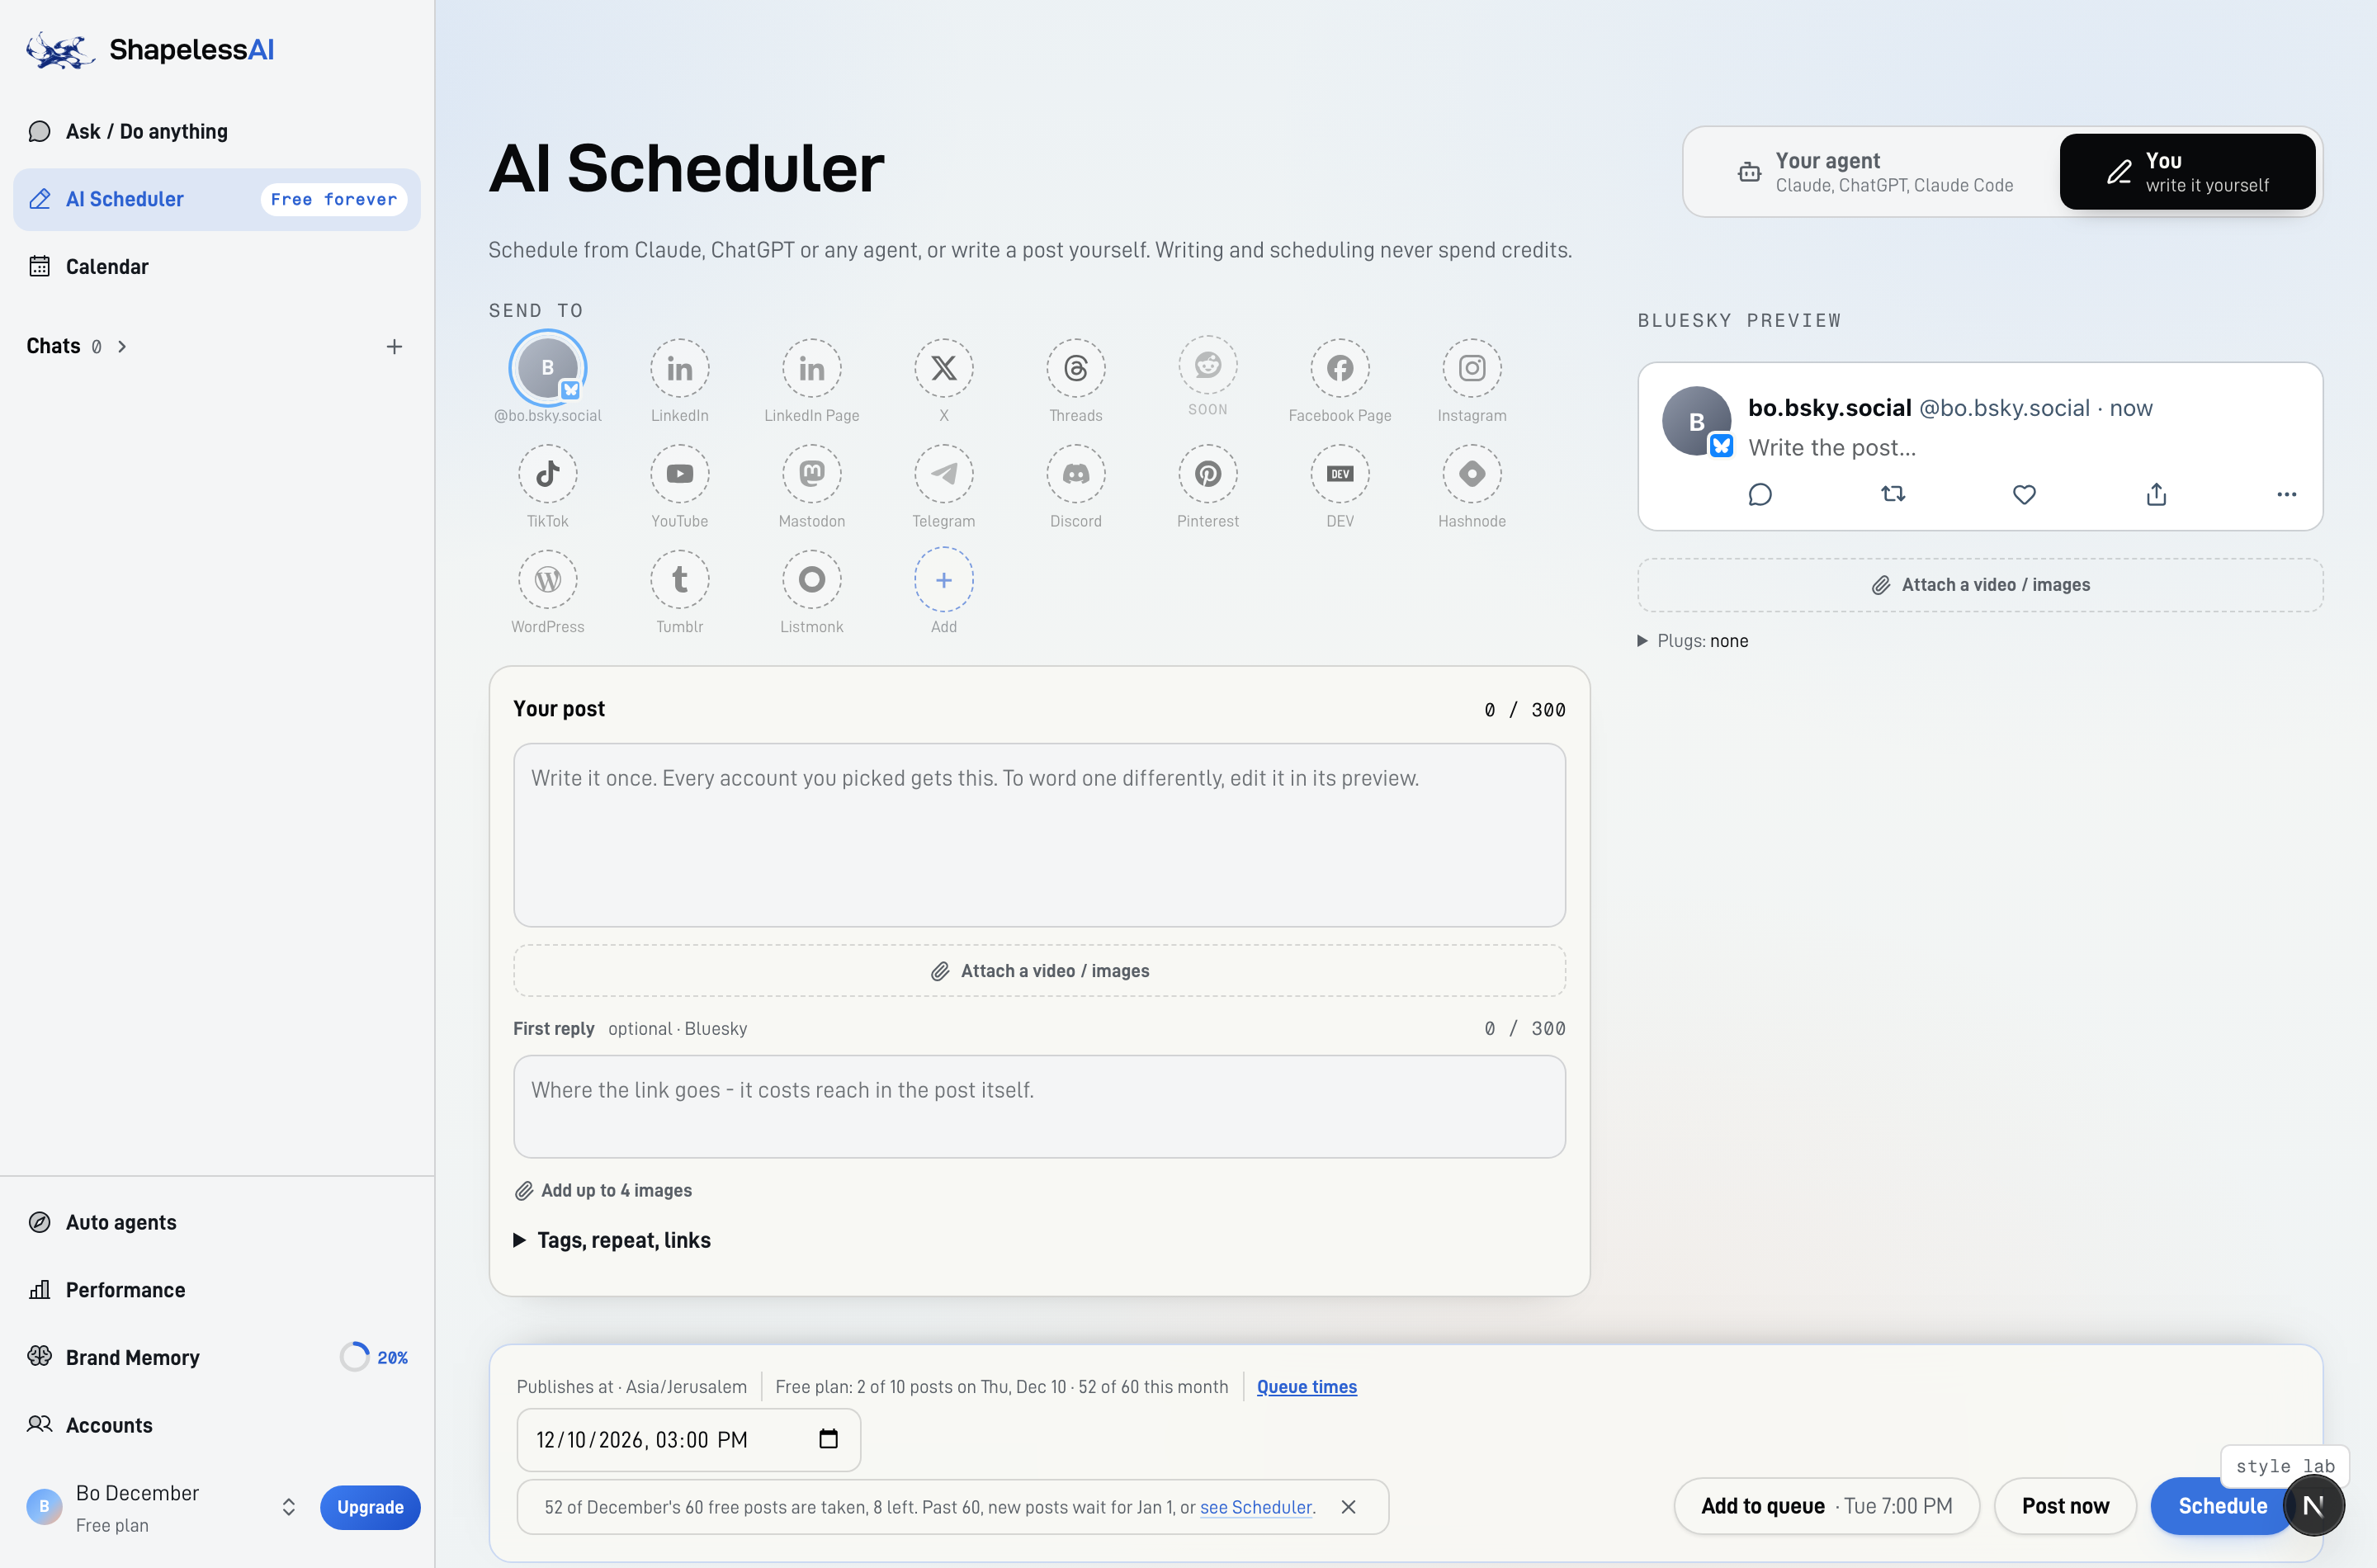 ShapelessAI
Ask / Do anything
AI Scheduler
Free forever
Calendar
Chats 0
Auto agents
Performance
Brand Memory
20%
Accounts
B
Bo December
Free plan
Upgrade
AI Scheduler
Your agent
Claude, ChatGPT, Claude Code
You
write it yourself
Schedule from Claude, ChatGPT or any agent, or write a post yourself. Writing and scheduling never spend credits.
SEND TO
B
@bo.bsky.social
LinkedIn
LinkedIn Page
X
Threads
SOON
Facebook Page
Instagram
TikTok
YouTube
Mastodon
Telegram
Discord
Pinterest
DEV
DEV
Hashnode
WordPress
Tumblr
Listmonk
Add
BLUESKY PREVIEW
B
bo.bsky.social @bo.bsky.social · now
Write the post...
Attach a video / images
Plugs: none
Your post
0 / 300
Write it once. Every account you picked gets this. To word one differently, edit it in its preview.
Attach a video / images
First reply optional · Bluesky
0 / 300
Where the link goes - it costs reach in the post itself.
Add up to 4 images
Tags, repeat, links
Publishes at · Asia/Jerusalem
Free plan: 2 of 10 posts on Thu, Dec 10 · 52 of 60 this month
Queue times
12/10/2026, 03:00 PM
52 of December's 60 free posts are taken, 8 left. Past 60, new posts wait for Jan 1, or see Scheduler.
Add to queue · Tue 7:00 PM
Post now
Schedule
style lab
N